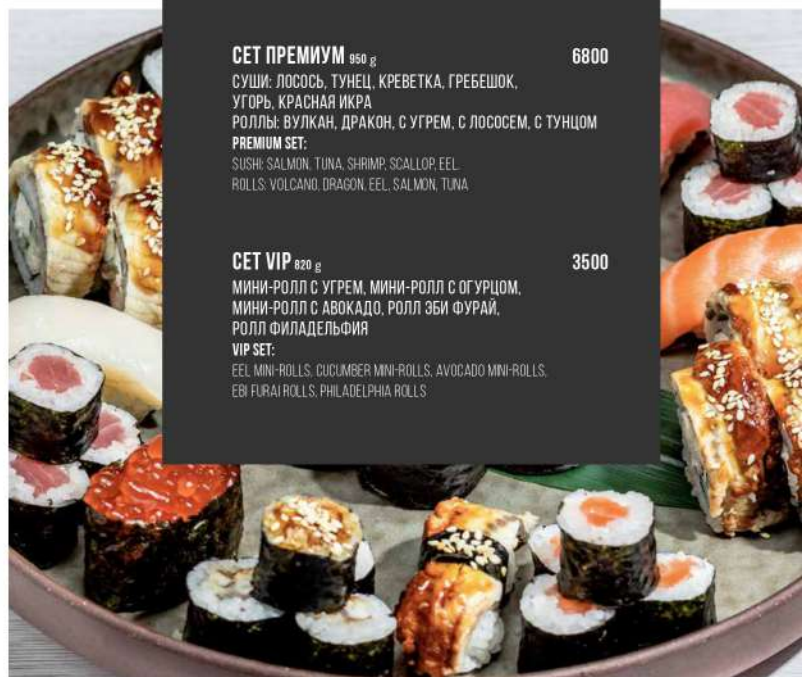 СЕТ ПРЕМИУМ 950 g 6800
СУШИ: ЛОСОСЬ, ТУНЕЦ, КРЕВЕТКА, ГРЕБЕШОК,
УГОРЬ, КРАСНАЯ ИКРА
РОЛЛЫ: ВУЛКАН, ДРАКОН, С УГРЕМ, С ЛОСОСЕМ, С ТУНЦОМ
PREMIUM SET:
SUSHI: SALMON, TUNA, SHRIMP, SCALLOP, EEL.
ROLLS: VOLCANO, DRAGON, EEL, SALMON, TUNA
СЕТ VIP 820 g 3500
МИНИ-РОЛЛ С УГРЕМ, МИНИ-РОЛЛ С ОГУРЦОМ,
МИНИ-РОЛЛ С АВОКАДО, РОЛЛ ЭБИ ФУРАЙ,
РОЛЛ ФИЛАДЕЛЬФИЯ
VIP SET:
EEL MINI-ROLLS, CUCUMBER MINI-ROLLS, AVOCADO MINI-ROLLS,
EBI FURAI ROLLS, PHILADELPHIA ROLLS